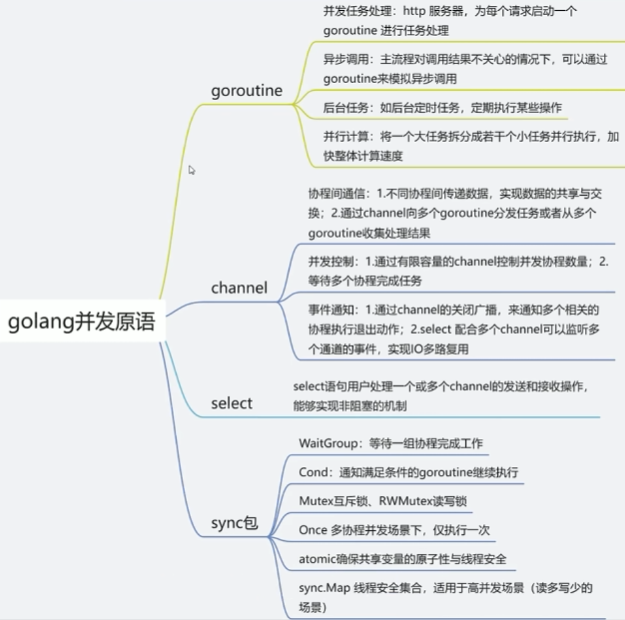 golang并发原语
goroutine
并发任务处理：http 服务器，为每个请求启动一个
goroutine 进行任务处理
异步调用：主流程对调用结果不关心的情况下，可以通过
goroutine来模拟异步调用
后台任务：如后台定时任务，定期执行某些操作
并行计算：将一个大任务拆分成若干个小任务并行执行，加
快整体计算速度
channel
协程间通信：1.不同协程间传递数据，实现数据的共享与交
换；2.通过channel向多个goroutine分发任务或者从多个
goroutine收集处理结果
并发控制：1.通过有限容量的channel控制并发协程数量；2.
等待多个协程完成任务
事件通知：1.通过channel的关闭广播，来通知多个相关的
协程执行退出动作；2.select 配合多个channel可以监听多
个通道的事件，实现IO多路复用
select
select语句用户处理一个或多个channel的发送和接收操作，
能够实现非阻塞的机制
sync包
WaitGroup：等待一组协程完成工作
Cond：通知满足条件的goroutine继续执行
Mutex互斥锁、RWMutex读写锁
Once 多协程并发场景下，仅执行一次
atomic确保共享变量的原子性与线程安全
sync.Map 线程安全集合，适用于高并发场景（读多写少的
场景）